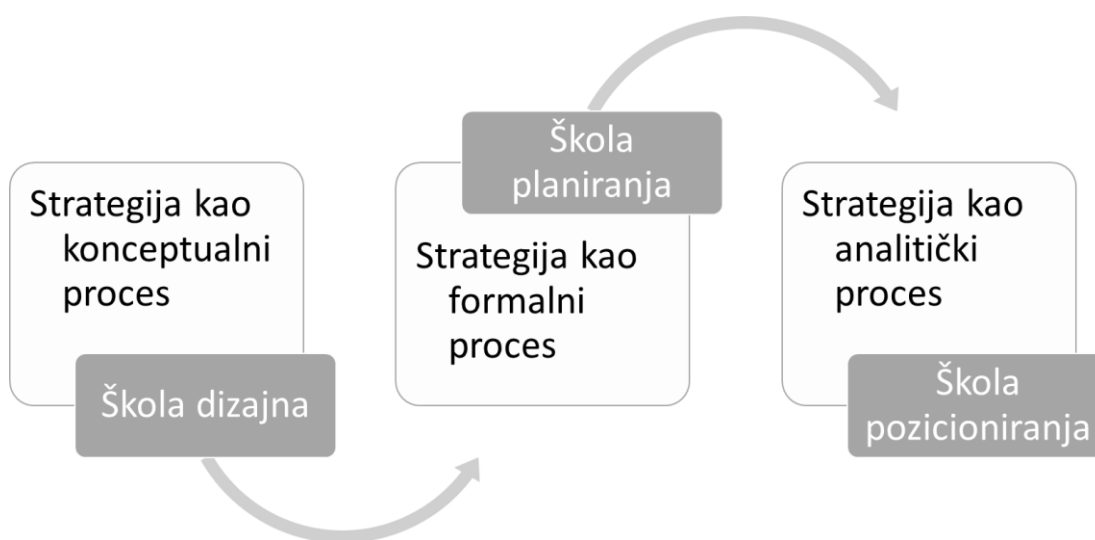 Strategija kao
konceptualni
proces
Škola dizajna
Škola
planiranja
Strategija kao
formalni
proces
Strategija kao
analitički
proces
Škola
pozicioniranja